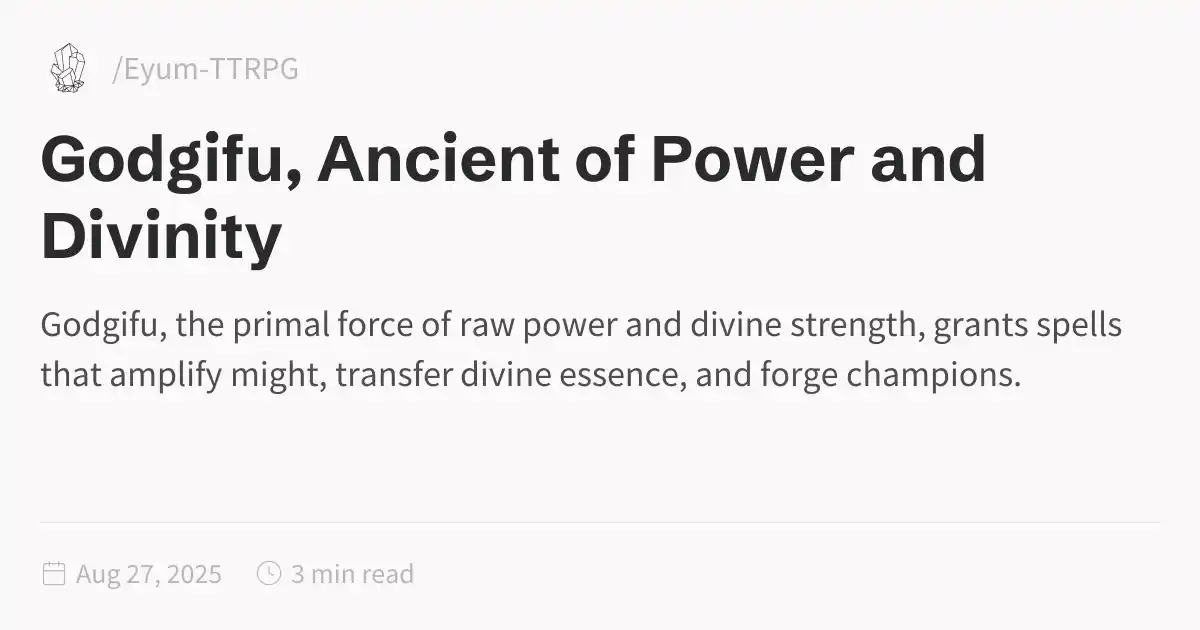 /Eyum-TTRPG
Godgifu, Ancient of Power and
Divinity
Godgifu, the primal force of raw power and divine strength, grants spells
that amplify might, transfer divine essence, and forge champions.
Aug 27, 2025 3 min read